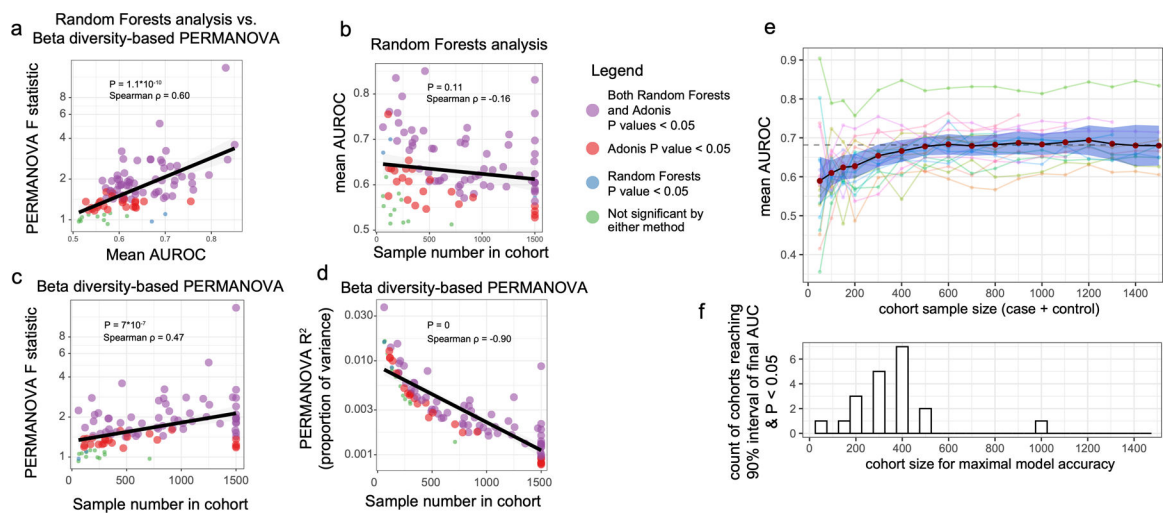 a
Random Forests analysis vs.
Beta diversity-based PERMANOVA
PERMANOVA F statistic
8
4
2
1
P = 1.1*10-10
Spearman ρ = 0.60
0.5
0.6
0.7
0.8
Mean AUROC
b
Random Forests analysis
mean AUROC
0.8
0.7
0.6
0.5
P = 0.11
Spearman ρ = -0.16
0
500
1000
1500
Sample number in cohort
Legend
Both Random Forests
and Adonis
P values < 0.05
Adonis P value < 0.05
Random Forests
P value < 0.05
Not significant by
either method
c
Beta diversity-based PERMANOVA
PERMANOVA F statistic
8
4
2
1
P = 7*10-7
Spearman ρ = 0.47
0
500
1000
1500
Sample number in cohort
d
Beta diversity-based PERMANOVA
PERMANOVA R2
(proportion of variance)
0.030
0.010
0.003
0.001
P = 0
Spearman ρ = -0.90
0
500
1000
1500
Sample number in cohort
e
mean AUROC
0.9
0.8
0.7
0.6
0.5
0.4
0
200
400
600
800
1000
1200
1400
cohort sample size (case + control)
f
count of cohorts reaching
90% interval of final AUC
& P < 0.05
6
4
2
0
0
200
400
600
800
1000
1200
1400
cohort size for maximal model accuracy